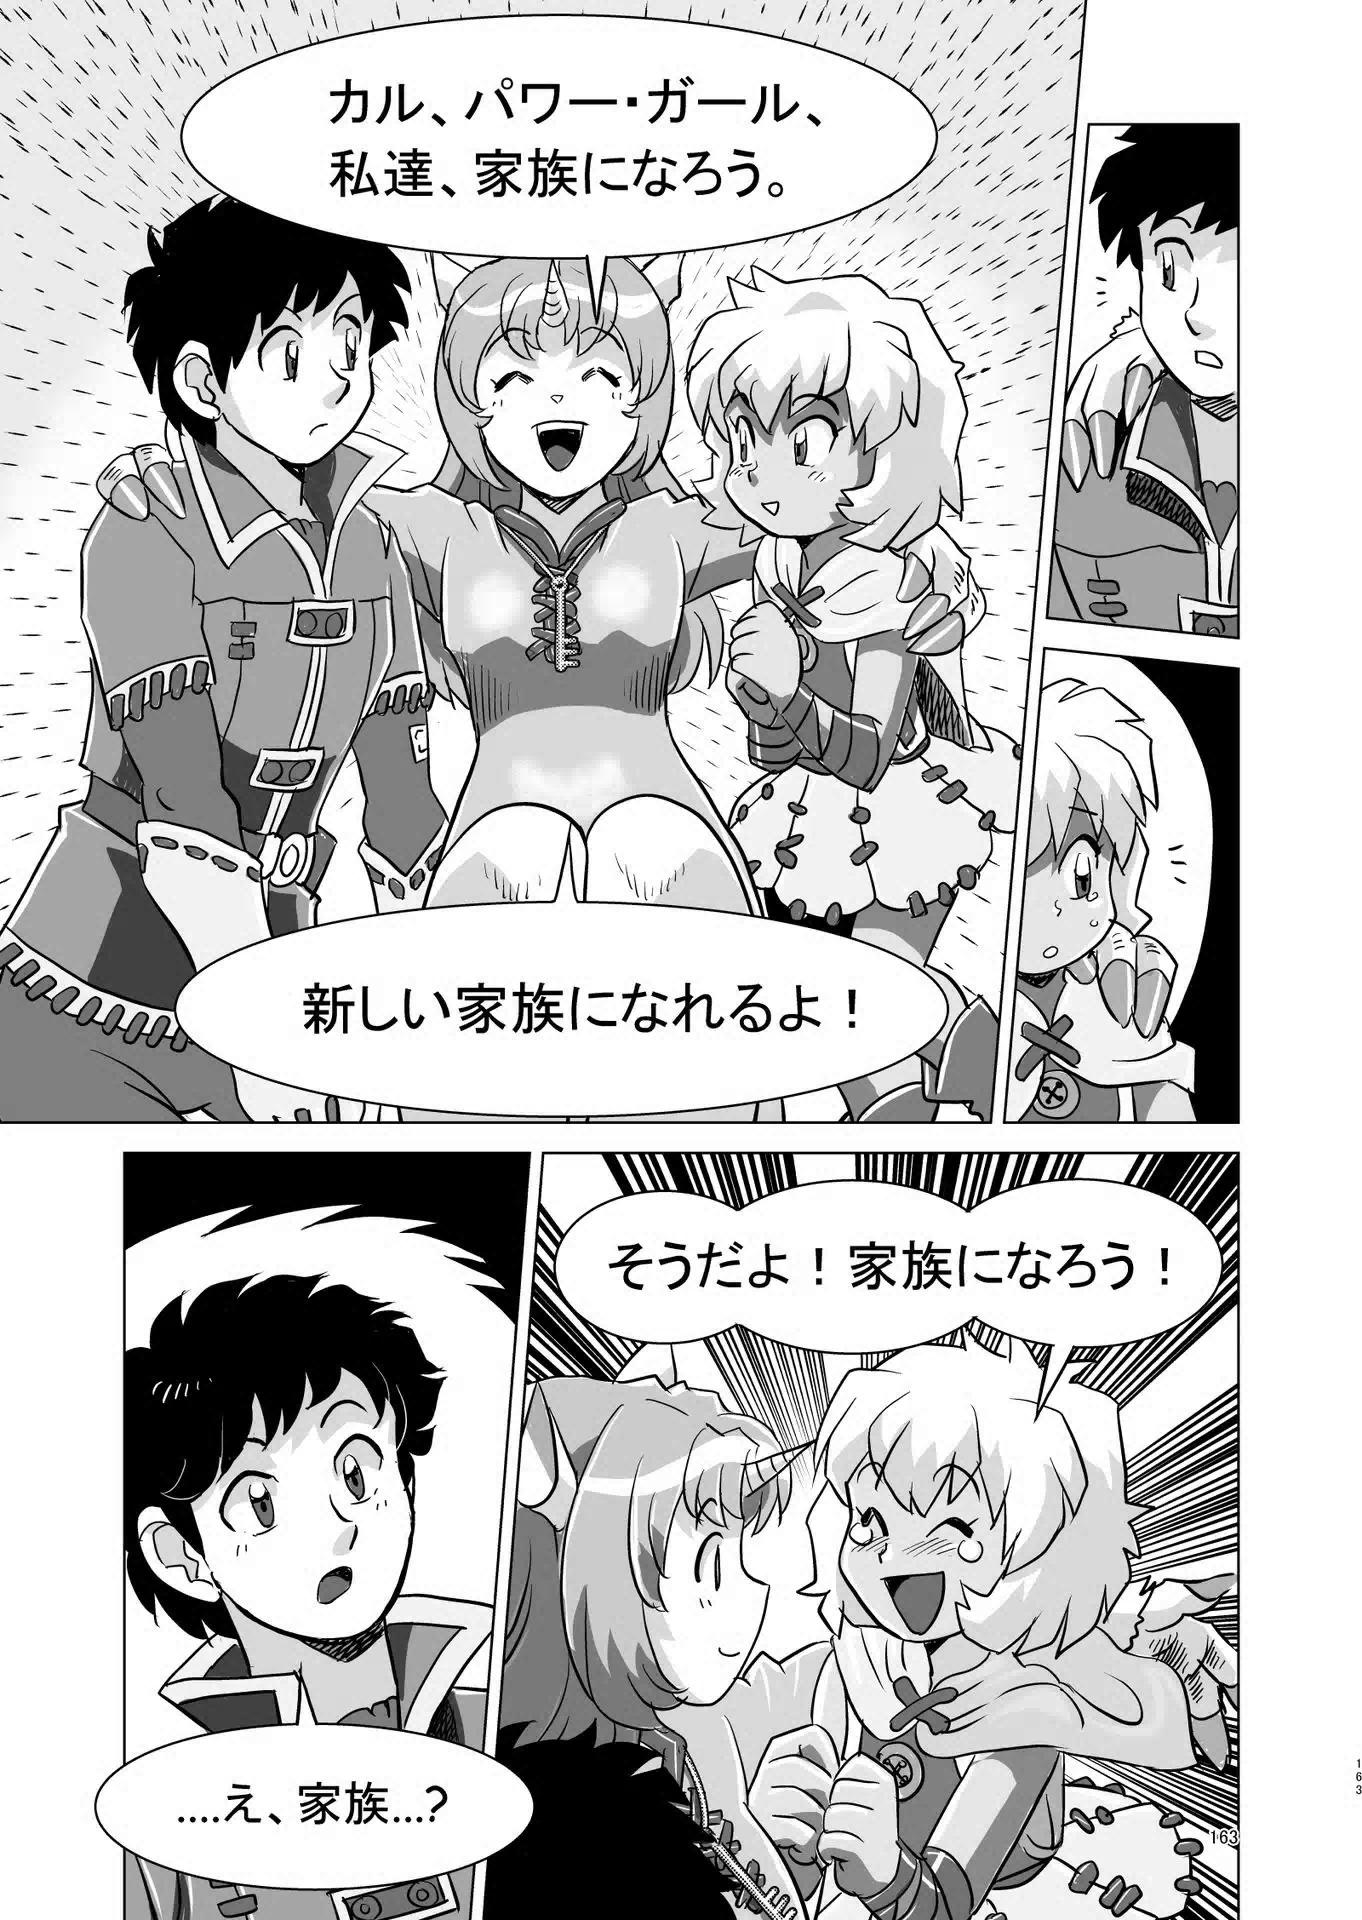 カル、パワー・ガール、
私達、家族になろう。
新しい家族になれるよ！
そうだよ！家族になろう！
....え、家族...?
163
163